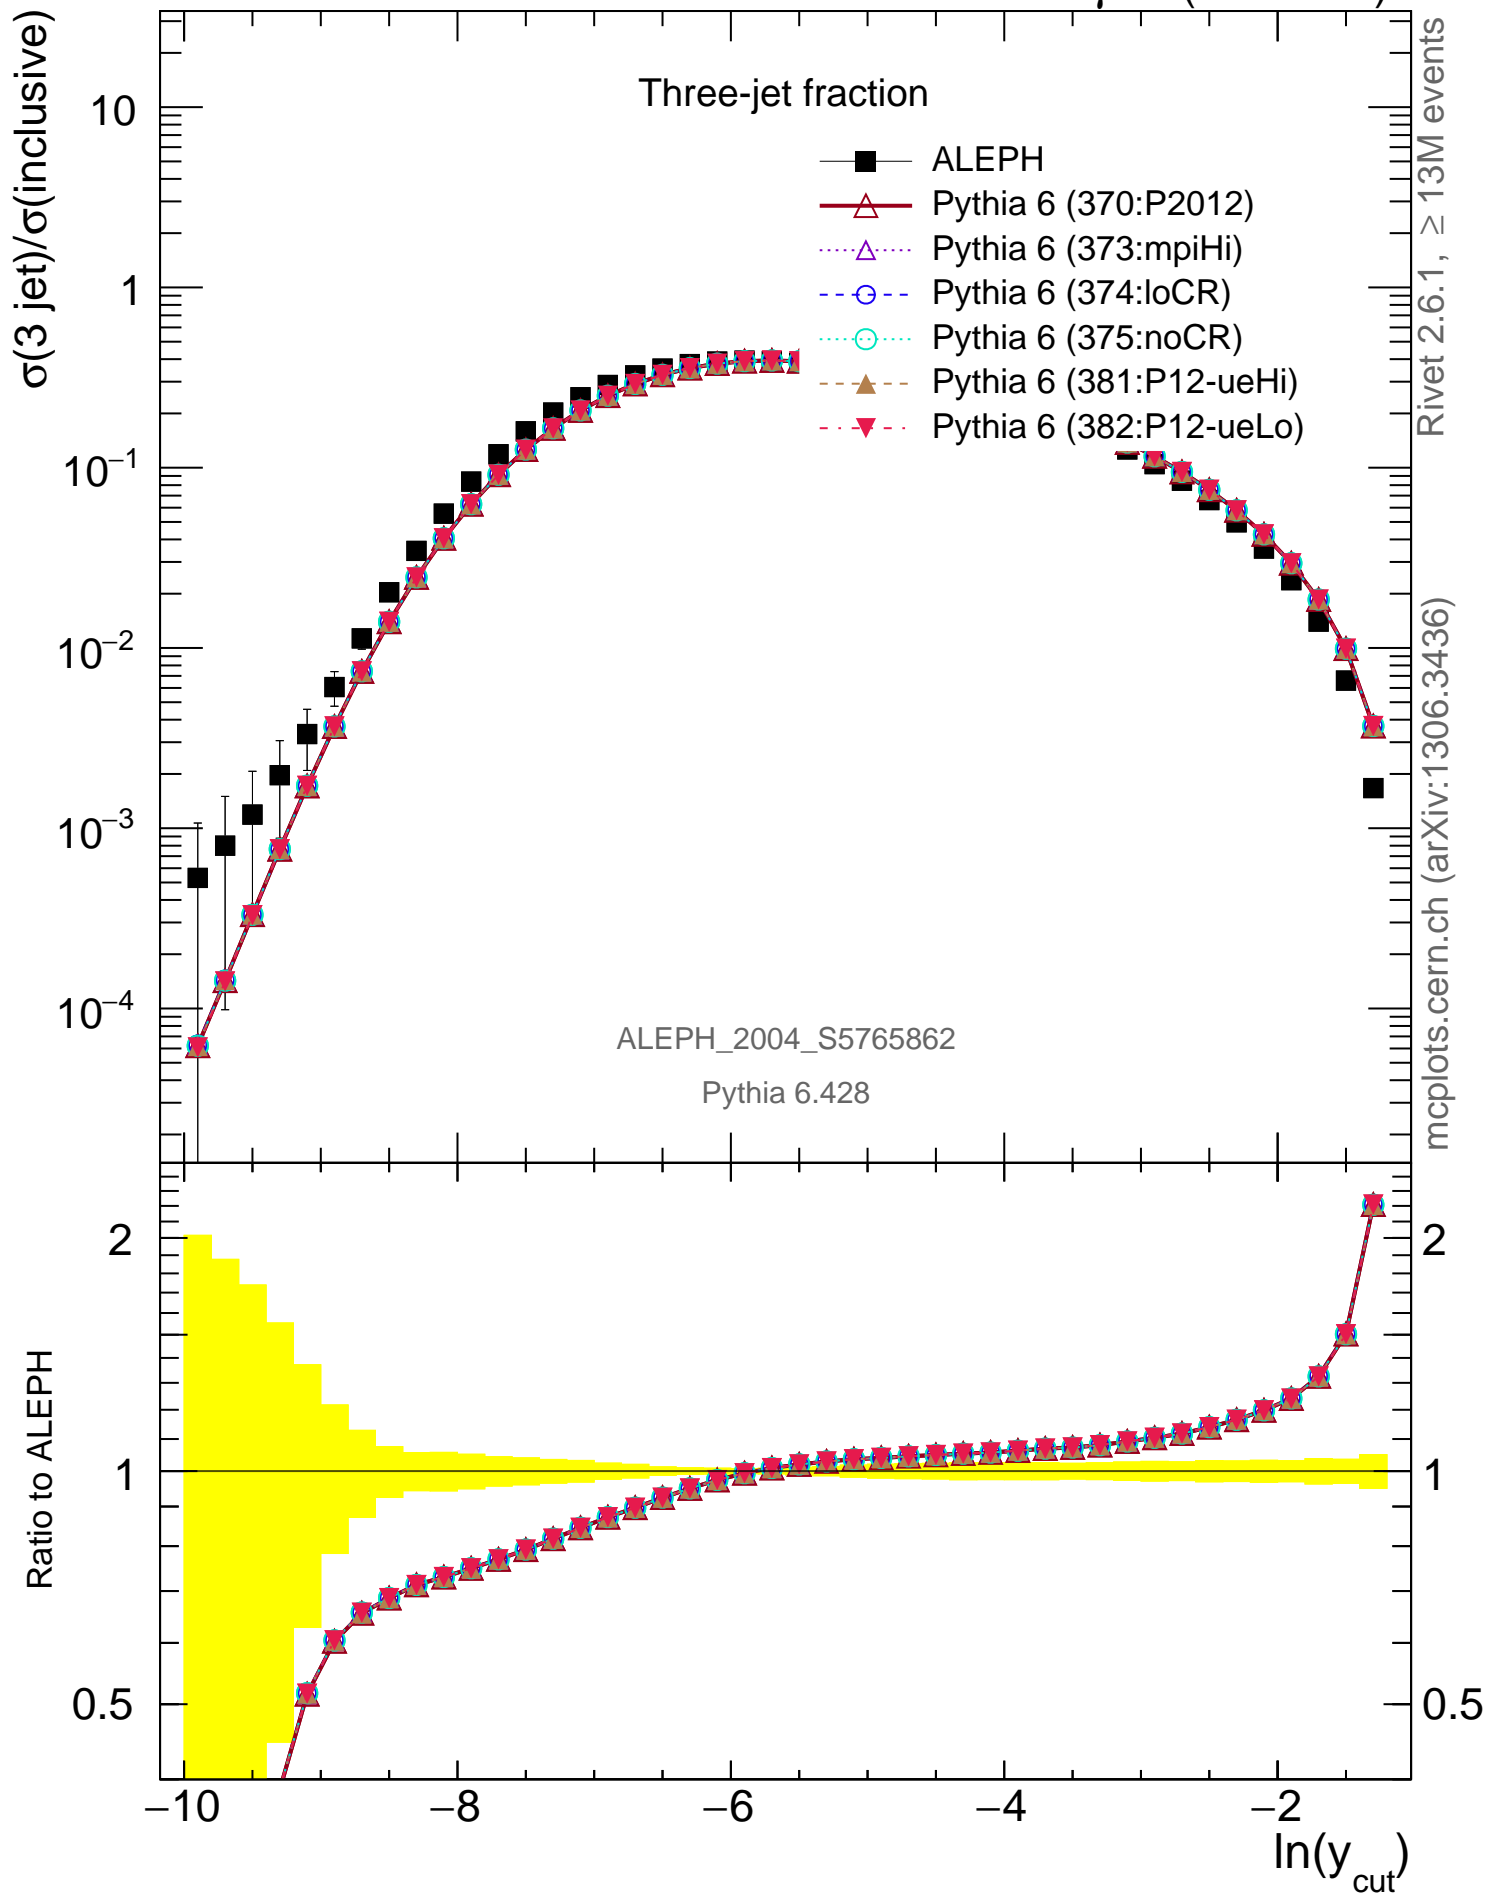 σ(3 jet)/σ(inclusive)
Three-jet fraction
ALEPH
Pythia 6 (370:P2012)
Pythia 6 (373:mpiHi)
Pythia 6 (374:loCR)
Pythia 6 (375:noCR)
Pythia 6 (381:P12-ueHi)
Pythia 6 (382:P12-ueLo)
10
1
10⁻¹
10⁻²
10⁻³
10⁻⁴
ALEPH_2004_S5765862
Pythia 6.428
Rivet 2.6.1, ≥ 13M events
mcplots.cern.ch (arXiv:1306.3436)
Ratio to ALEPH
2
1
0.5
2
1
0.5
−10 −8 −6 −4 −2
ln(y_cut)